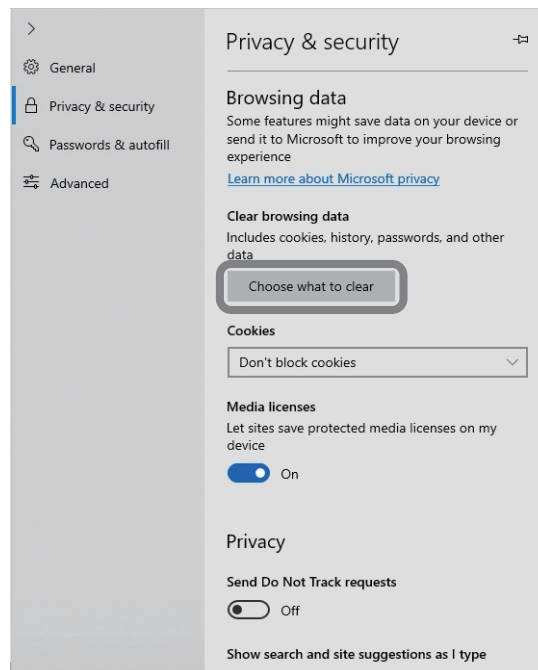 General
Privacy & security
Passwords & autofill
Advanced
Privacy & security
Browsing data
Some features might save data on your device or
send it to Microsoft to improve your browsing
experience
Learn more about Microsoft privacy
Clear browsing data
Includes cookies, history, passwords, and other
data
Choose what to clear
Cookies
Don't block cookies
Media licenses
Let sites save protected media licenses on my
device
On
Privacy
Send Do Not Track requests
Off
Show search and site suggestions as I type